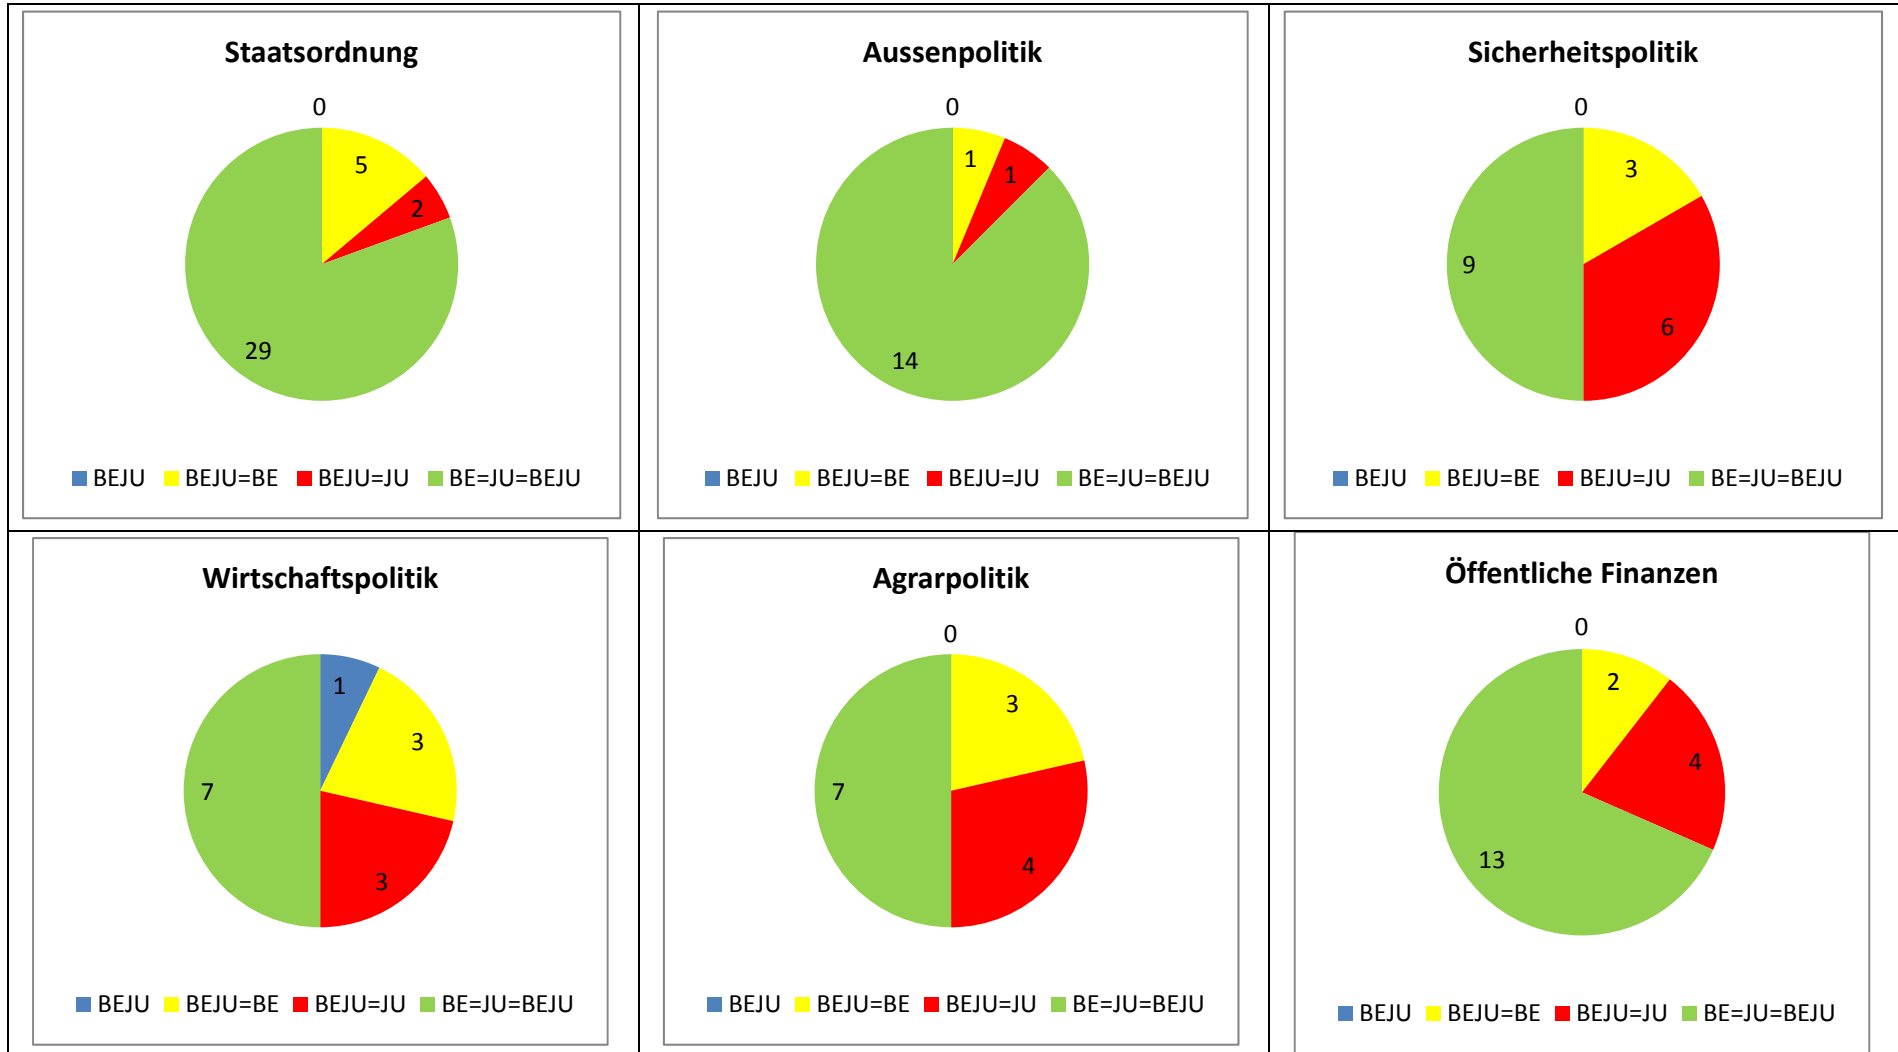 Staatsordnung
0
5
2
29
BEJU BEJU=BE BEJU=JU BE=JU=BEJU
Aussenpolitik
0
1
1
14
BEJU BEJU=BE BEJU=JU BE=JU=BEJU
Sicherheitspolitik
0
3
9
6
BEJU BEJU=BE BEJU=JU BE=JU=BEJU
Wirtschaftspolitik
1
3
7
3
BEJU BEJU=BE BEJU=JU BE=JU=BEJU
Agrarpolitik
0
3
7
4
BEJU BEJU=BE BEJU=JU BE=JU=BEJU
Öffentliche Finanzen
0
2
4
13
BEJU BEJU=BE BEJU=JU BE=JU=BEJU